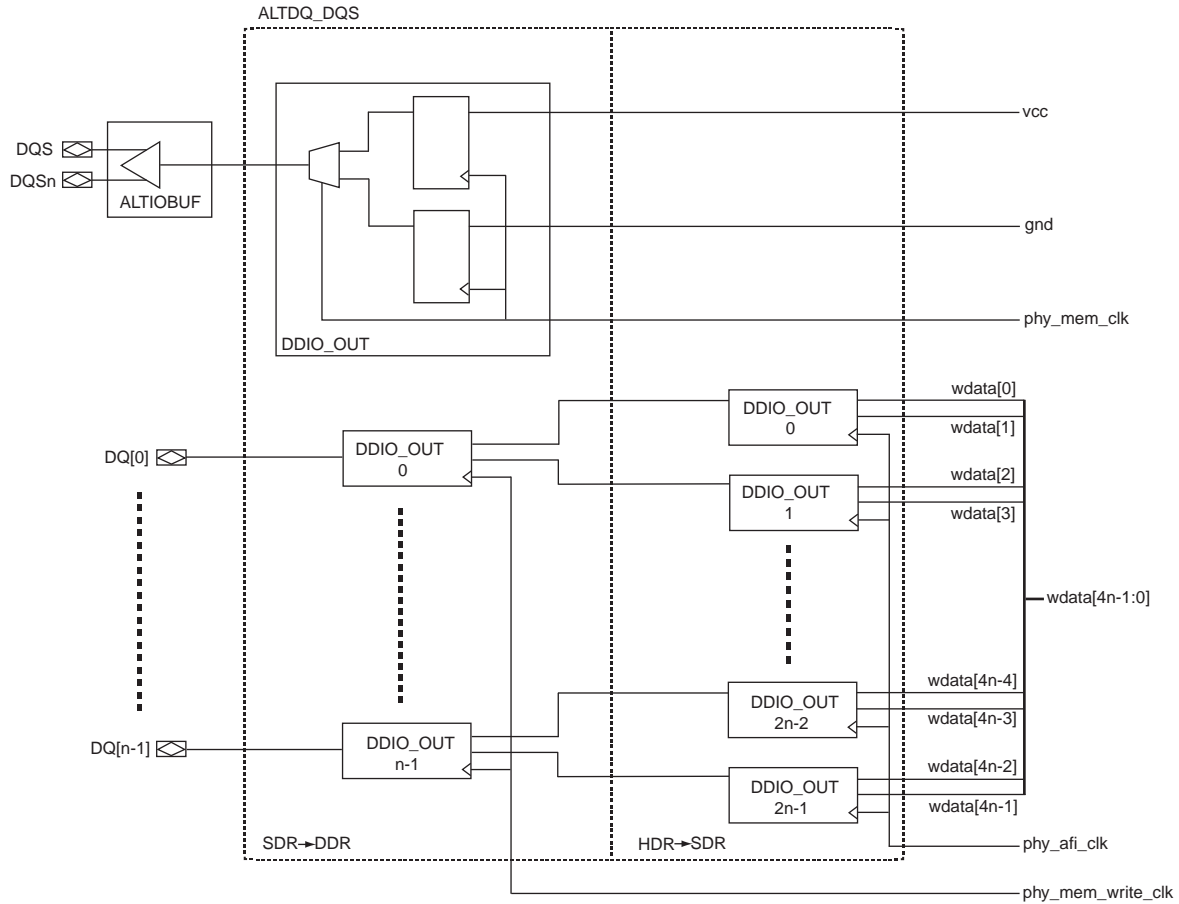 ALTDQ_DQS
vcc
DQS
DQSn
ALTIOBUF
gnd
phy_mem_clk
DDIO_OUT
wdata[0]
DDIO_OUT
0
wdata[1]
DDIO_OUT
0
DQ[0]
wdata[2]
DDIO_OUT
1
wdata[3]
wdata[4n-1:0]
wdata[4n-4]
DDIO_OUT
2n-2
wdata[4n-3]
DQ[n-1]
DDIO_OUT
n-1
wdata[4n-2]
DDIO_OUT
2n-1
wdata[4n-1]
SDR→DDR
HDR→SDR
phy_afi_clk
phy_mem_write_clk